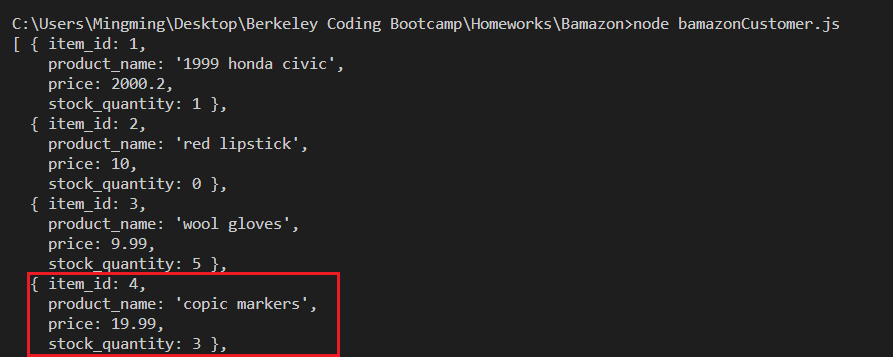 C:\Users\Mingming\Desktop\Berkeley Coding Bootcamp\Homeworks\Bamazon>node bamazonCustomer.js
[ { item_id: 1,
    product_name: '1999 honda civic',
    price: 2000.2,
    stock_quantity: 1 },
  { item_id: 2,
    product_name: 'red lipstick',
    price: 10,
    stock_quantity: 0 },
  { item_id: 3,
    product_name: 'wool gloves',
    price: 9.99,
    stock_quantity: 5 },
  { item_id: 4,
    product_name: 'copic markers',
    price: 19.99,
    stock_quantity: 3 },